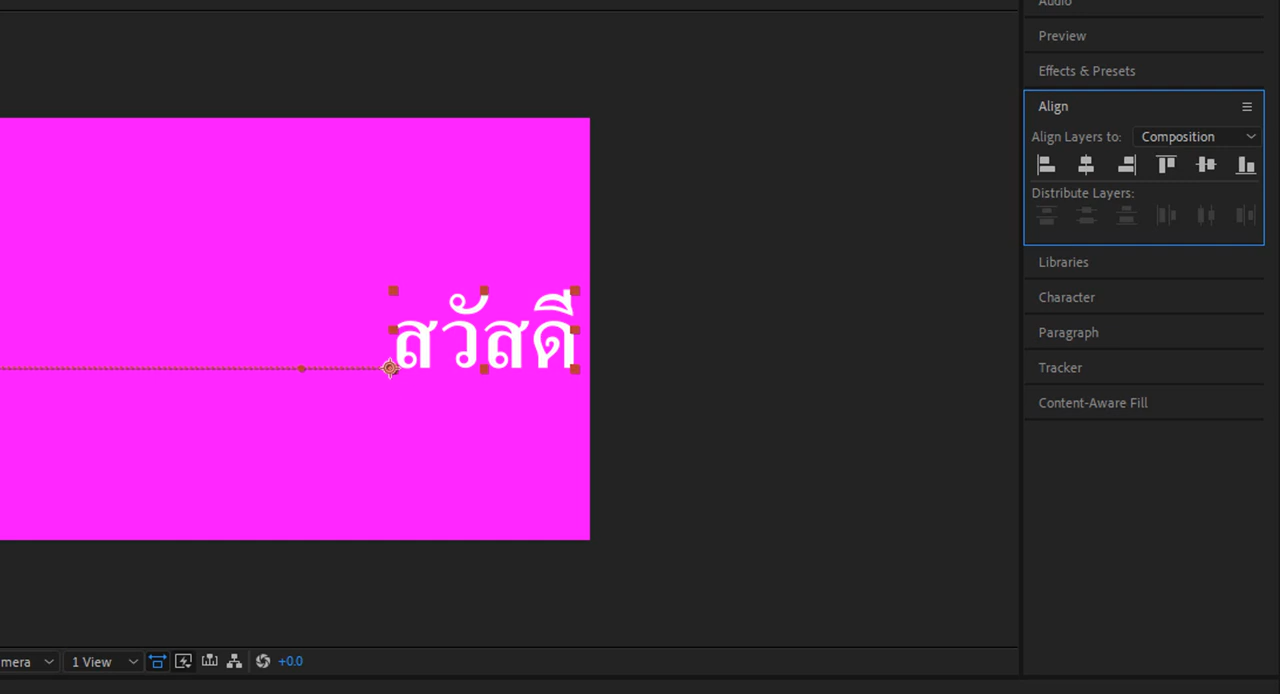 Audio
Preview
Effects & Presets
Align
Align Layers to: Composition
Distribute Layers:
Libraries
Character
Paragraph
Tracker
Content-Aware Fill
สวัสดี
mera 1 View +0.0